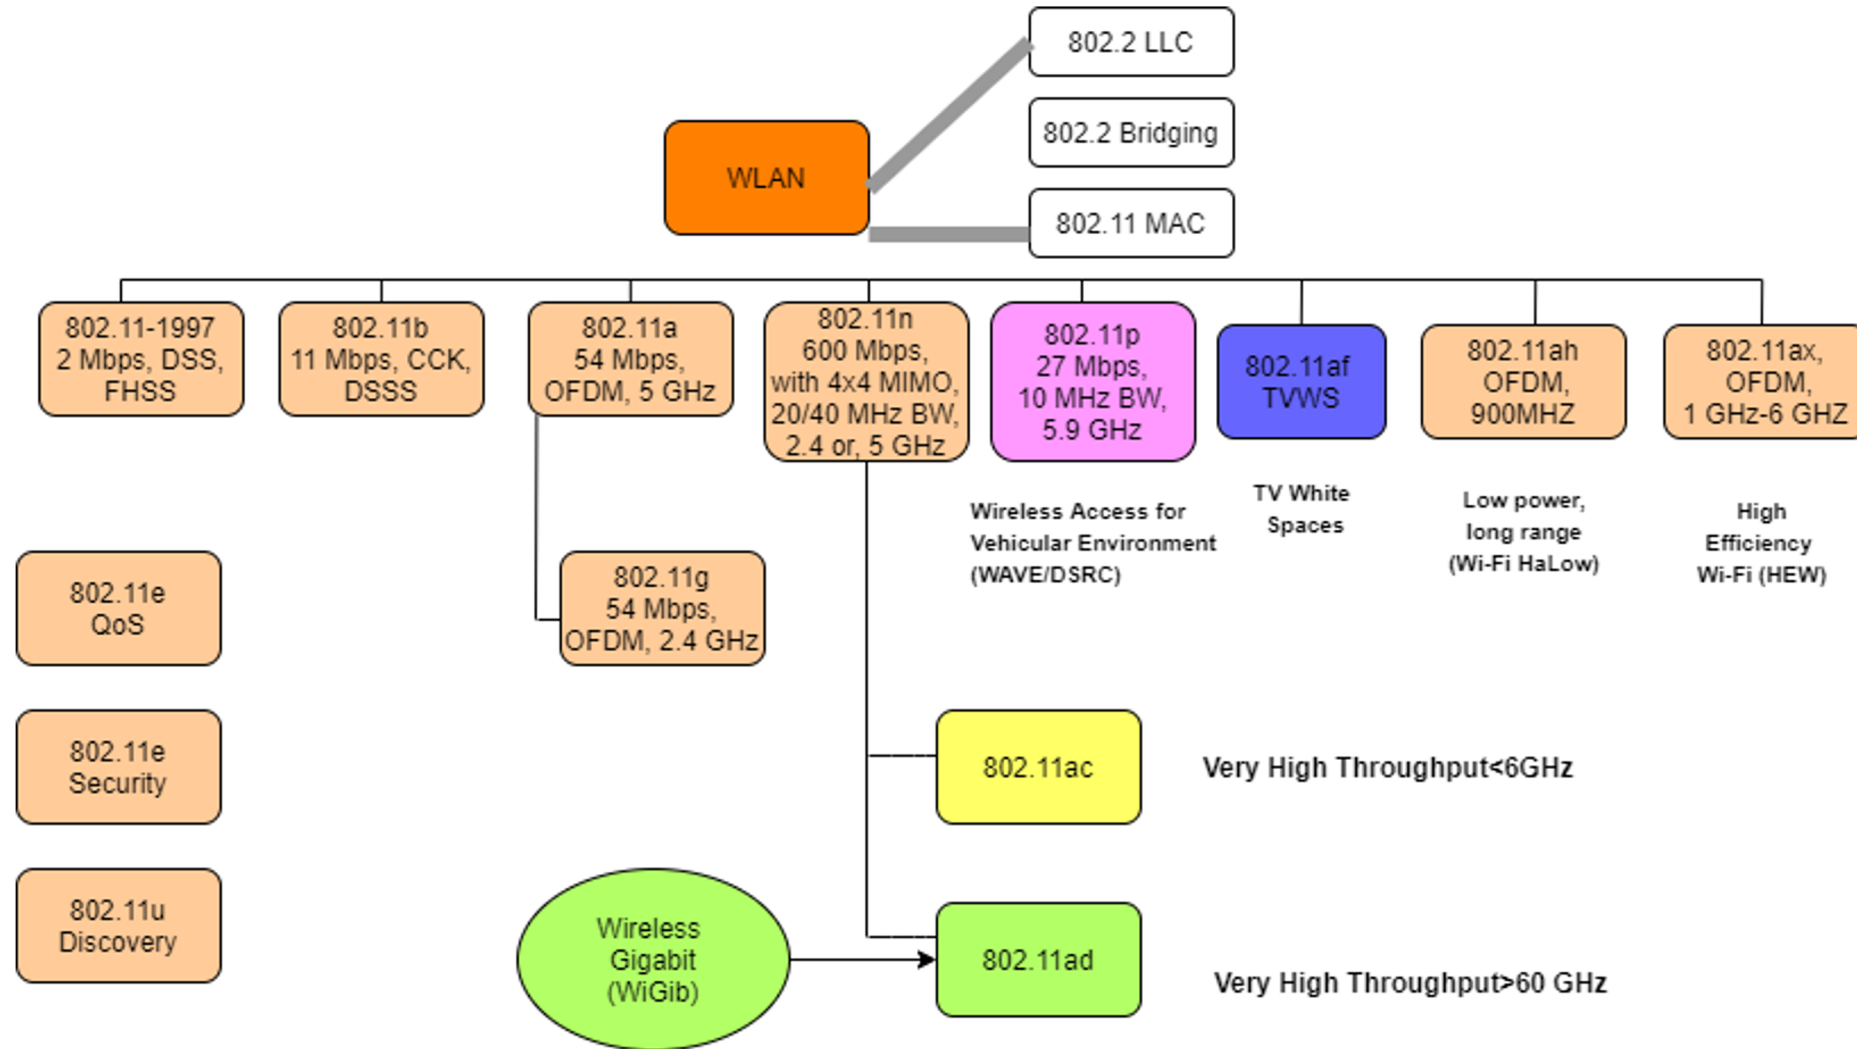 802.2 LLC
802.2 Bridging
WLAN
802.11 MAC
802.11-1997
2 Mbps, DSS,
FHSS
802.11b
11 Mbps, CCK,
DSSS
802.11a
54 Mbps,
OFDM, 5 GHz
802.11n
600 Mbps,
with 4x4 MIMO,
20/40 MHz BW,
2.4 or, 5 GHz
802.11p
27 Mbps,
10 MHz BW,
5.9 GHz
802.11af
TVWS
802.11ah
OFDM,
900MHZ
802.11ax,
OFDM,
1 GHz-6 GHZ
Wireless Access for
Vehicular Environment
(WAVE/DSRC)
TV White
Spaces
Low power,
long range
(Wi-Fi HaLow)
High
Efficiency
Wi-Fi (HEW)
802.11e
QoS
802.11g
54 Mbps,
OFDM, 2.4 GHz
802.11e
Security
802.11ac
Very High Throughput<6GHz
802.11u
Discovery
Wireless
Gigabit
(WiGib)
802.11ad
Very High Throughput>60 GHz